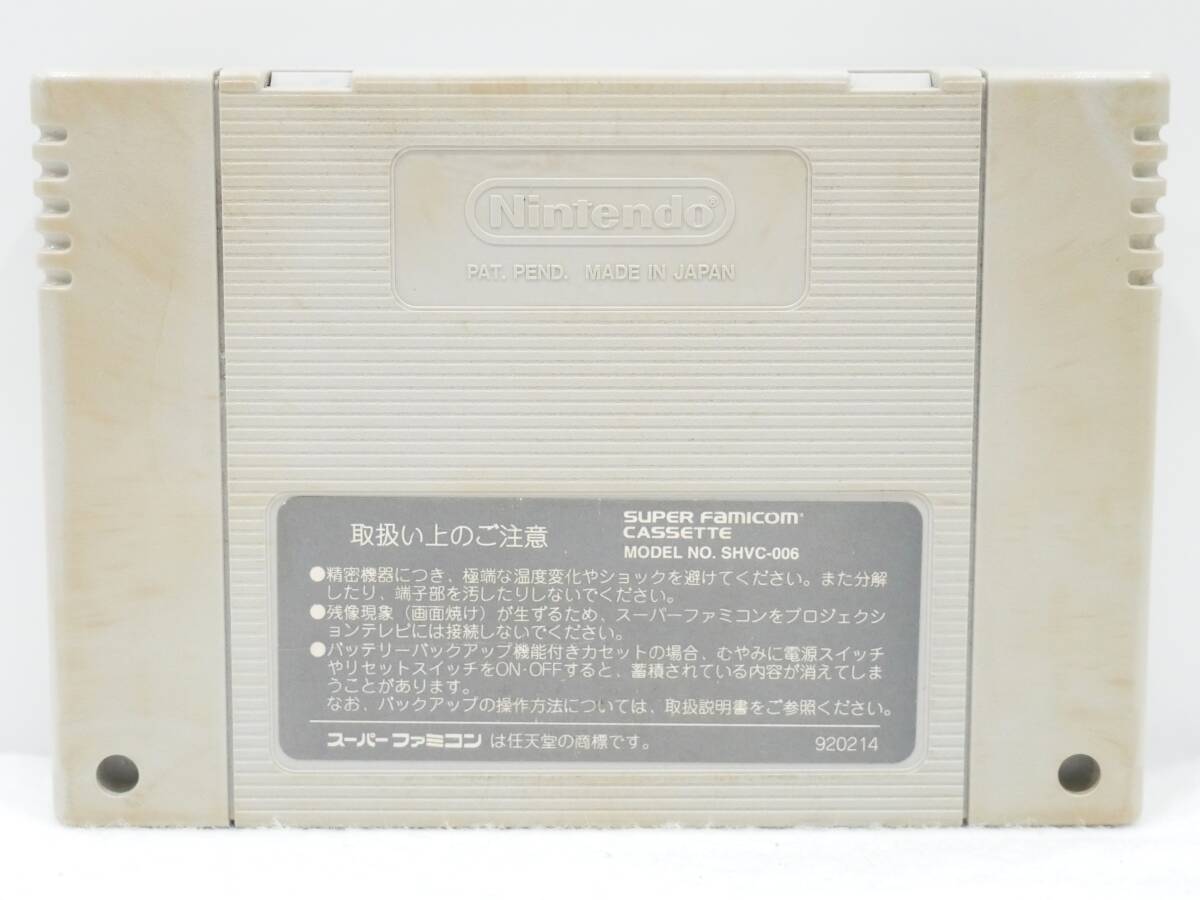 Nintendo®
PAT. PEND. MADE IN JAPAN
取扱い上のご注意
SUPER FAMICOM®
CASSETTE
MODEL NO. SHVC-006
●精密機器につき、極端な温度変化やショックを避けてください。また分解
したり、端子部を汚したりしないでください。
●残像現象（画面焼け）が生ずるため、スーパーファミコンをプロジェクシ
ョンテレビには接続しないでください。
●バッテリーバックアップ機能付きカセットの場合、むやみに電源スイッチ
やリセットスイッチをON・OFFすると、蓄積されている内容が消えてしま
うことがあります。
なお、バックアップの操作方法については、取扱説明書をご参照ください。
スーパーファミコン は任天堂の商標です。 920214